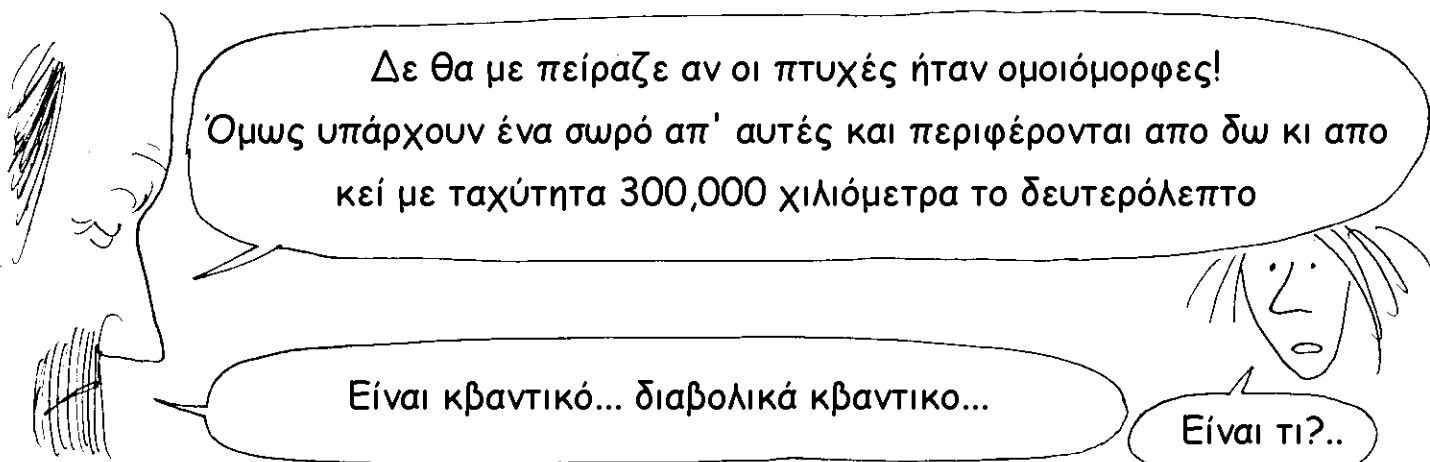 Δε θα με πείραζε αν οι πτυχές ήταν ομοιόμορφες!
Όμως υπάρχουν ένα σωρό απ' αυτές και περιφέρονται απο δω κι απο
κεί με ταχύτητα 300,000 χιλιόμετρα το δευτερόλεπτο
Είναι κβαντικό... διαβολικά κβαντικο...
Είναι τι?..